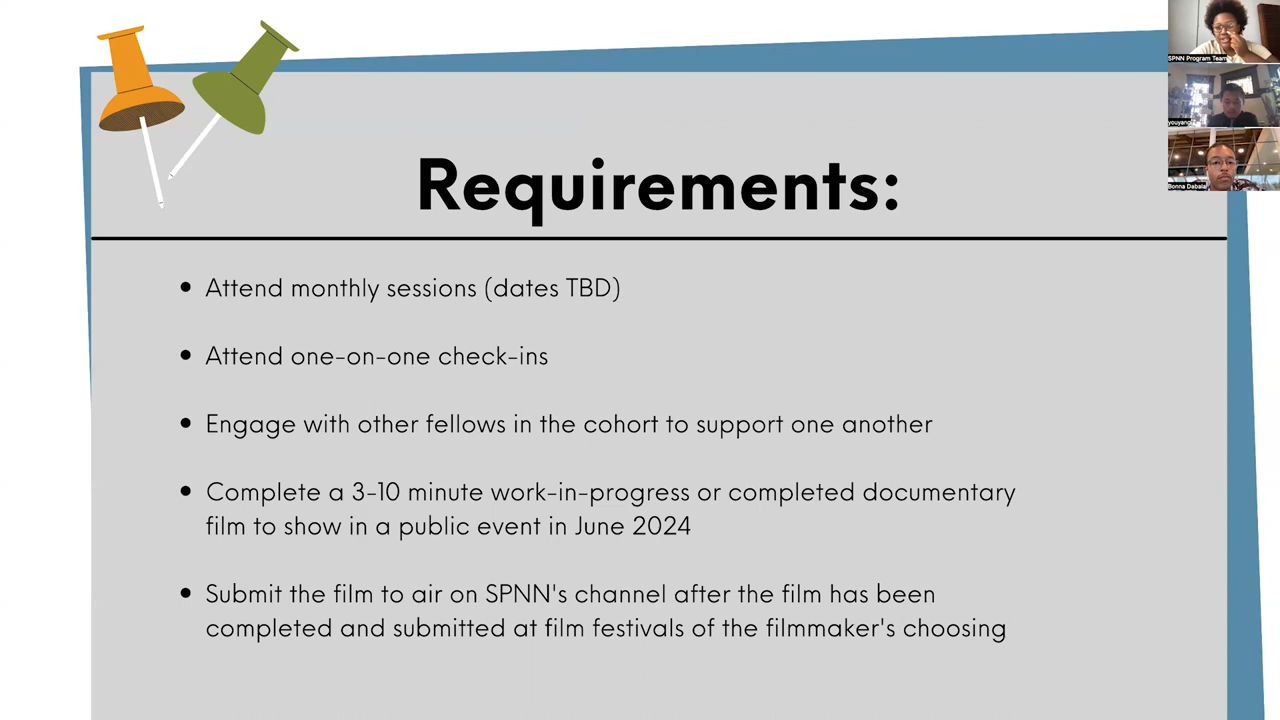 SPNN Program Team
youyang
Bonna Dabala
Requirements:
• Attend monthly sessions (dates TBD)
• Attend one-on-one check-ins
• Engage with other fellows in the cohort to support one another
• Complete a 3-10 minute work-in-progress or completed documentary
film to show in a public event in June 2024
• Submit the film to air on SPNN's channel after the film has been
completed and submitted at film festivals of the filmmaker's choosing